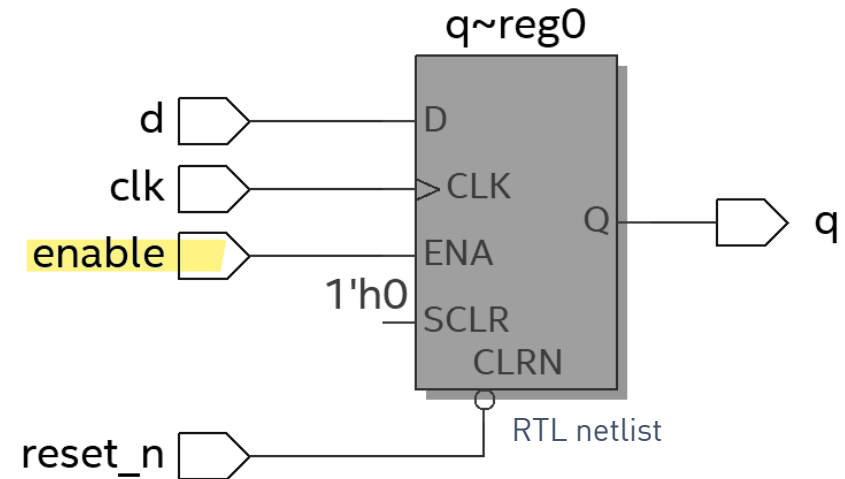 q~reg0
d
D
clk
CLK
Q
q
enable
ENA
1'h0
SCLR
CLRN
RTL netlist
reset_n